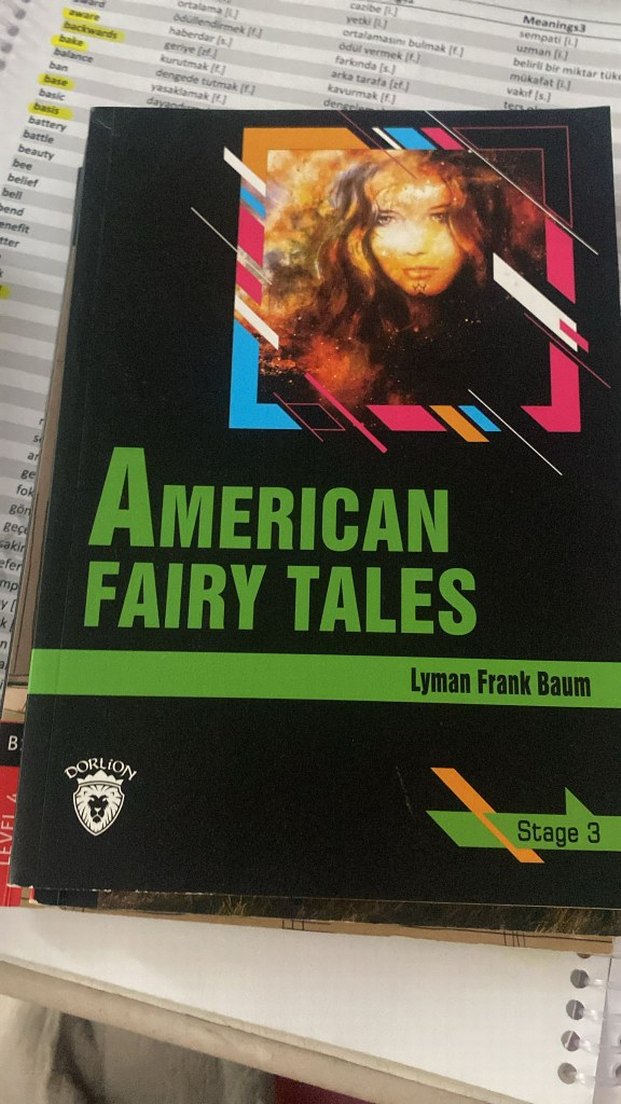 ortalama [i.]
cazibe [i.]
Meanings3
aware
ödüllendirmek [f.]
yetki [i.]
sempati [i.]
backwards
haberdar [s.]
ortalamasını bulmak [f.]
uzman [i.]
bake
geriye [zf.]
ödül vermek [f.]
belirli bir miktar tüke
balance
kurutmak [f.]
farkında [s.]
mükafat [i.]
ban
dengede tutmak [f.]
arka tarafa [zf.]
vakıf [s.]
base
yasaklamak [f.]
kavurmak [f.]
basic
basis
battery
battle
beauty
bee
belief
bell
AMERICAN
FAIRY TALES
Lyman Frank Baum
DORLiON
Stage 3
LEVEL 4